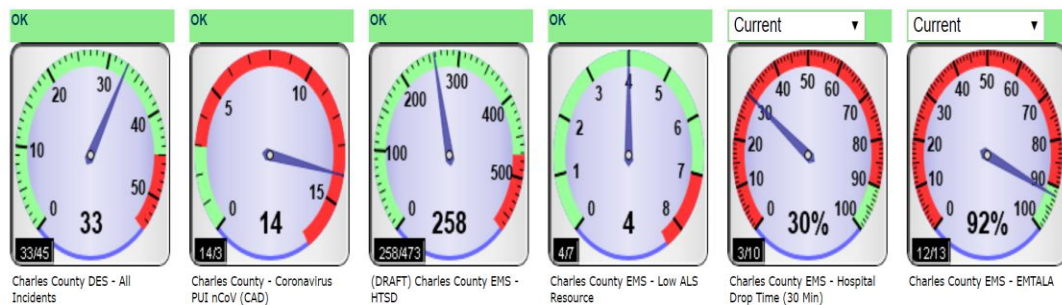 OK
OK
OK
OK
Current ▼
Current ▼
0 10 20 30 40 50
33
33/45
Charles County DES - All
Incidents
0 5 10 15
14
14/3
Charles County - Coronavirus
PUI nCoV (CAD)
0 100 200 300 400 500
258
258/473
(DRAFT) Charles County EMS -
HTSD
0 1 2 3 4 5 6 7 8
4
4/7
Charles County EMS - Low ALS
Resource
0 10 20 30 40 50 60 70 80 90 100
30%
3/10
Charles County EMS - Hospital
Drop Time (30 Min)
0 10 20 30 40 50 60 70 80 90 100
92%
12/13
Charles County EMS - EMTALA